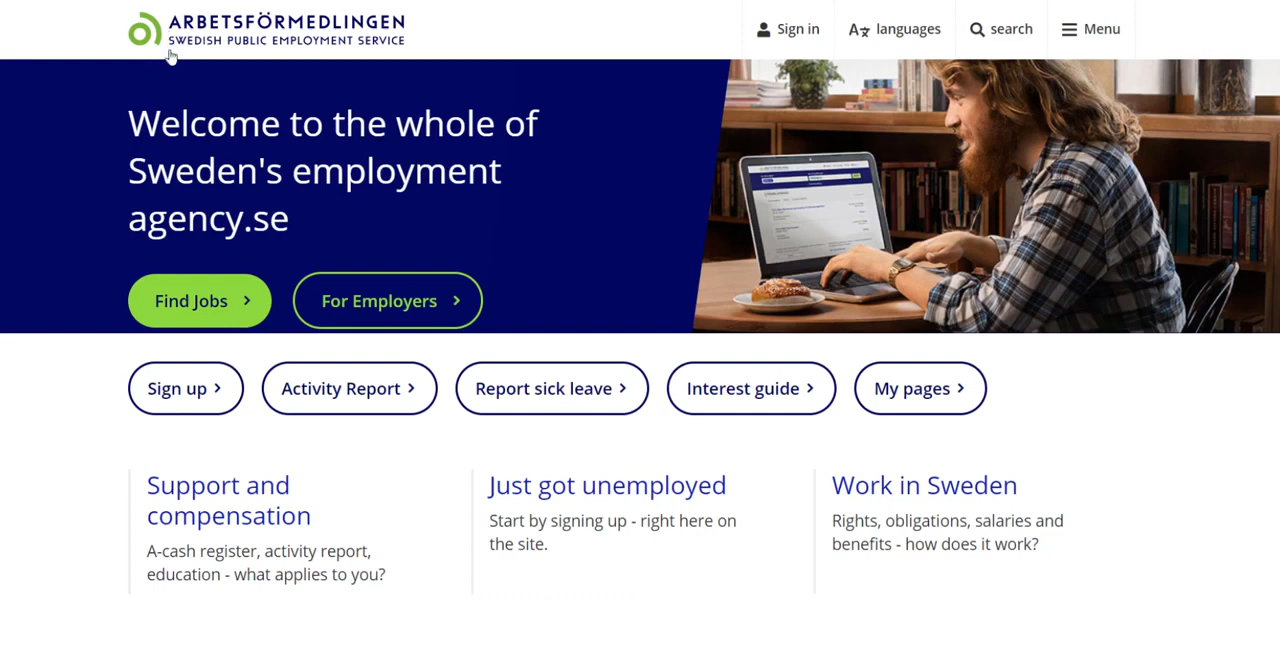 ARBETSFÖRMEDLINGEN
SWEDISH PUBLIC EMPLOYMENT SERVICE
Sign in
languages
search
Menu
Welcome to the whole of
Sweden's employment
agency.se
Find Jobs
For Employers
Sign up
Activity Report
Report sick leave
Interest guide
My pages
Support and
compensation
A-cash register, activity report,
education - what applies to you?
Just got unemployed
Start by signing up - right here on
the site.
Work in Sweden
Rights, obligations, salaries and
benefits - how does it work?